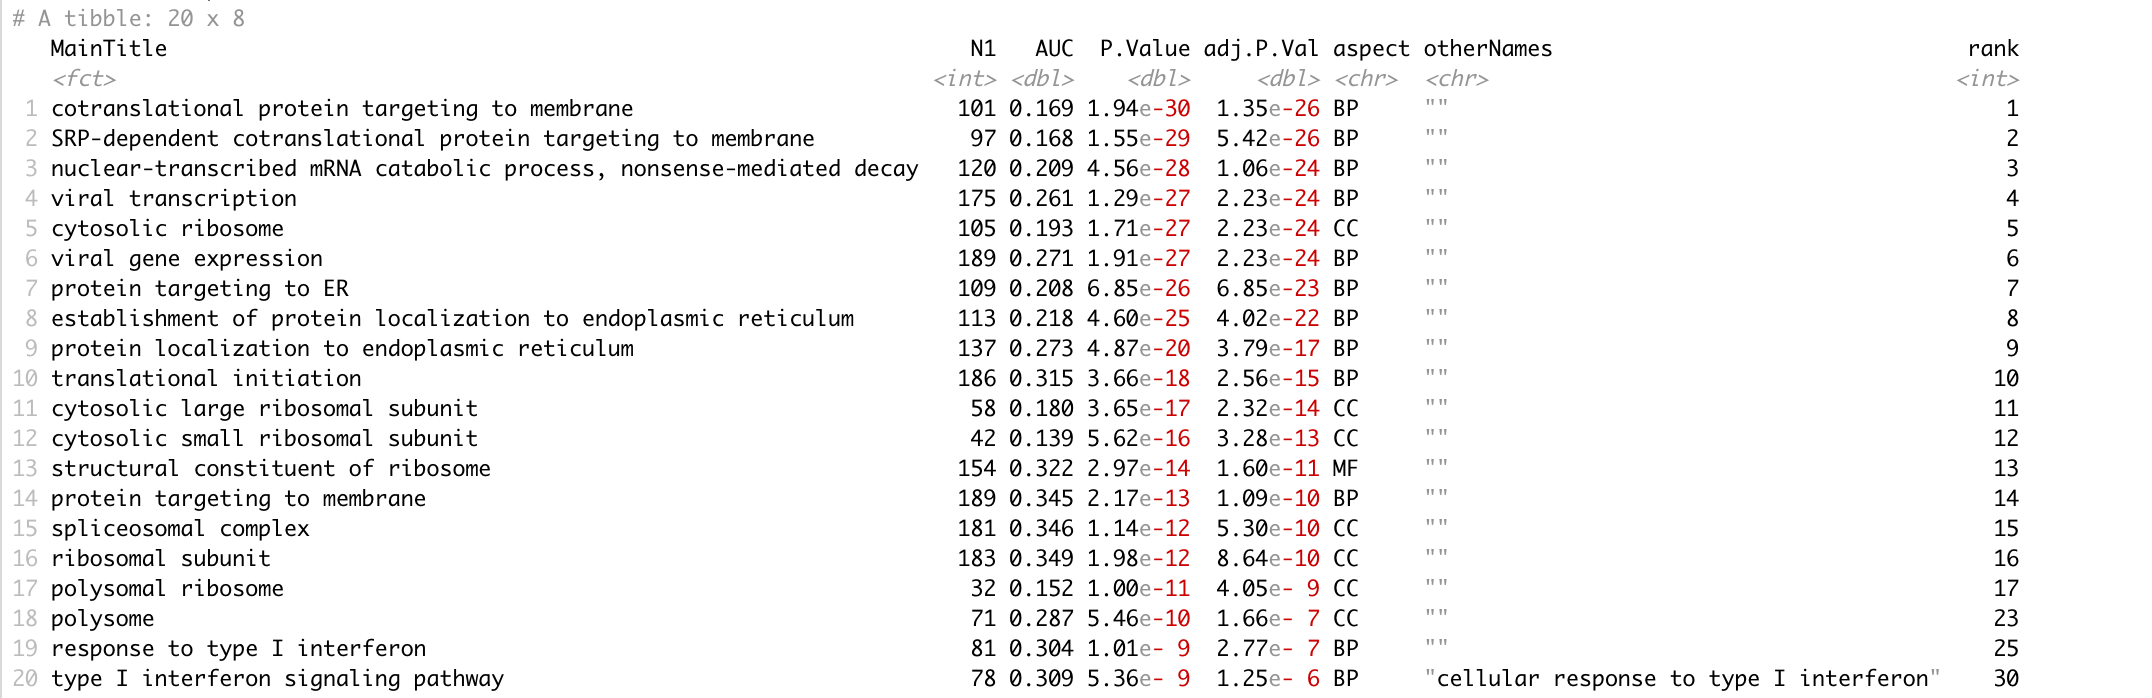 # A tibble: 20 x 8
MainTitle N1 AUC P.Value adj.P.Val aspect otherNames rank
<fct> <int> <dbl> <dbl> <dbl> <chr> <chr> <int>
1 cotranslational protein targeting to membrane 101 0.169 1.94e-30 1.35e-26 BP "" 1
2 SRP-dependent cotranslational protein targeting to membrane 97 0.168 1.55e-29 5.42e-26 BP "" 2
3 nuclear-transcribed mRNA catabolic process, nonsense-mediated decay 120 0.209 4.56e-28 1.06e-24 BP "" 3
4 viral transcription 175 0.261 1.29e-27 2.23e-24 BP "" 4
5 cytosolic ribosome 105 0.193 1.71e-27 2.23e-24 CC "" 5
6 viral gene expression 189 0.271 1.91e-27 2.23e-24 BP "" 6
7 protein targeting to ER 109 0.208 6.85e-26 6.85e-23 BP "" 7
8 establishment of protein localization to endoplasmic reticulum 113 0.218 4.60e-25 4.02e-22 BP "" 8
9 protein localization to endoplasmic reticulum 137 0.273 4.87e-20 3.79e-17 BP "" 9
10 translational initiation 186 0.315 3.66e-18 2.56e-15 BP "" 10
11 cytosolic large ribosomal subunit 58 0.180 3.65e-17 2.32e-14 CC "" 11
12 cytosolic small ribosomal subunit 42 0.139 5.62e-16 3.28e-13 CC "" 12
13 structural constituent of ribosome 154 0.322 2.97e-14 1.60e-11 MF "" 13
14 protein targeting to membrane 189 0.345 2.17e-13 1.09e-10 BP "" 14
15 spliceosomal complex 181 0.346 1.14e-12 5.30e-10 CC "" 15
16 ribosomal subunit 183 0.349 1.98e-12 8.64e-10 CC "" 16
17 polysomal ribosome 32 0.152 1.00e-11 4.05e- 9 CC "" 17
18 polysome 71 0.287 5.46e-10 1.66e- 7 CC "" 23
19 response to type I interferon 81 0.304 1.01e- 9 2.77e- 7 BP "" 25
20 type I interferon signaling pathway 78 0.309 5.36e- 9 1.25e- 6 BP "cellular response to type I interferon" 30